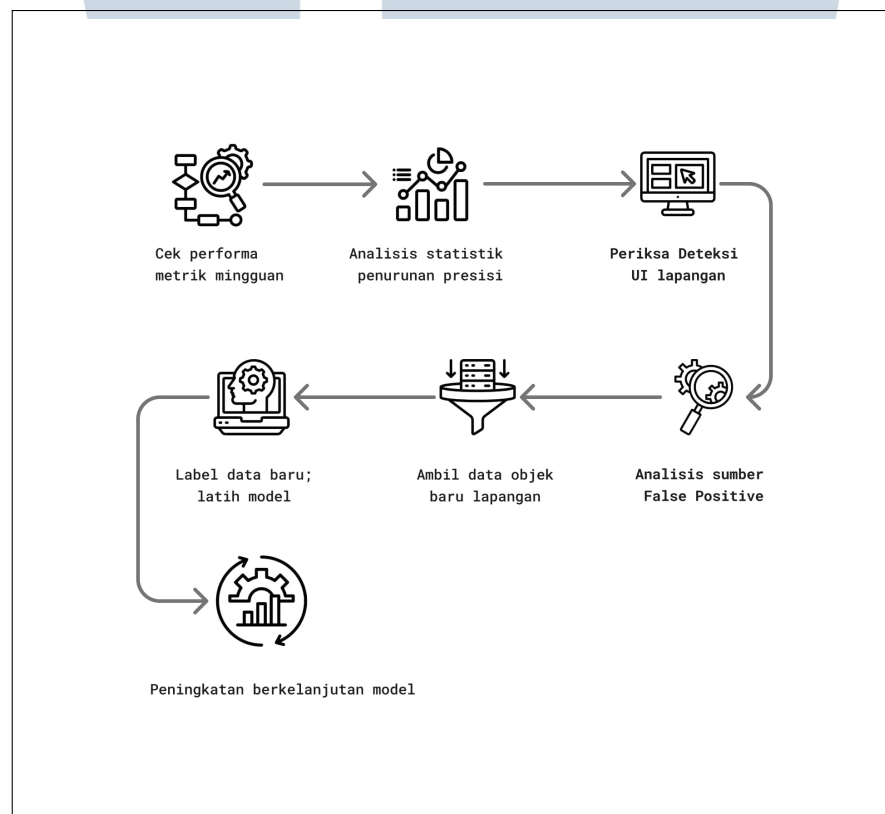 Cek performa
metrik mingguan
Analisis statistik
penurunan presisi
Periksa Deteksi
UI lapangan
Label data baru;
latih model
Ambil data objek
baru lapangan
Analisis sumber
False Positive
Peningkatan berkelanjutan model